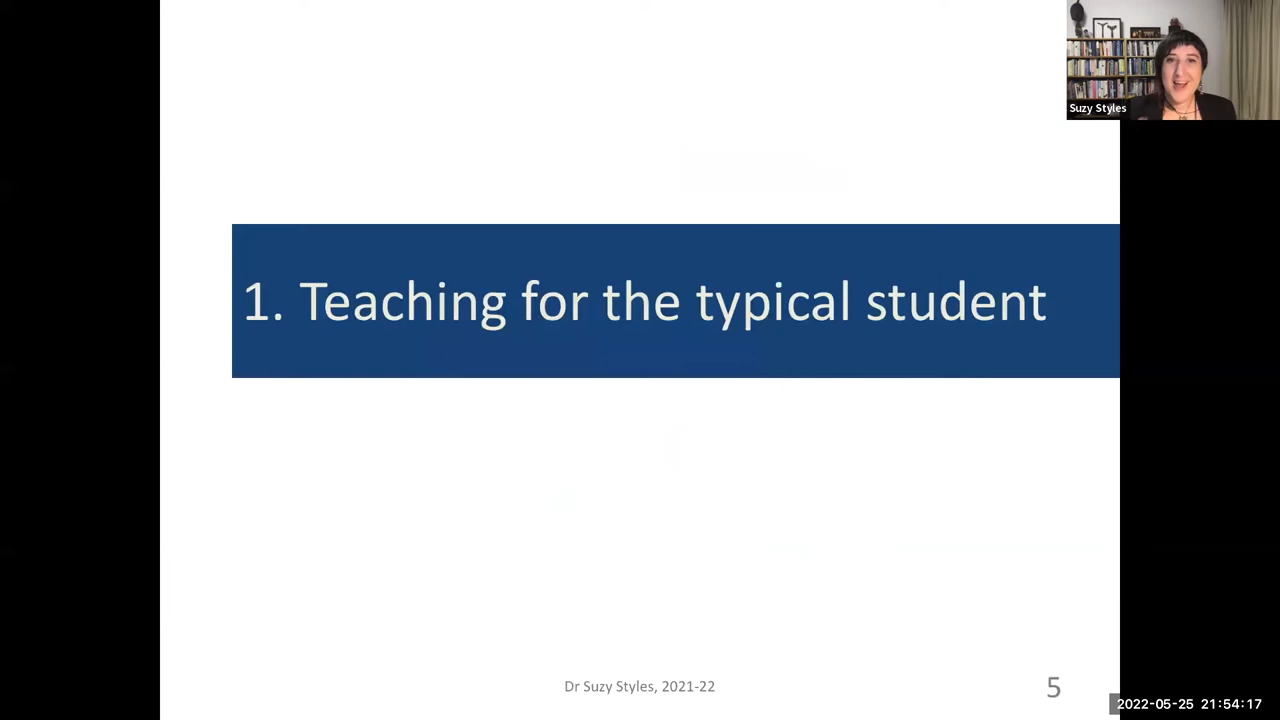 Suzy Styles
1. Teaching for the typical student
Dr Suzy Styles, 2021-22
5
2022-05-25 21:54:17